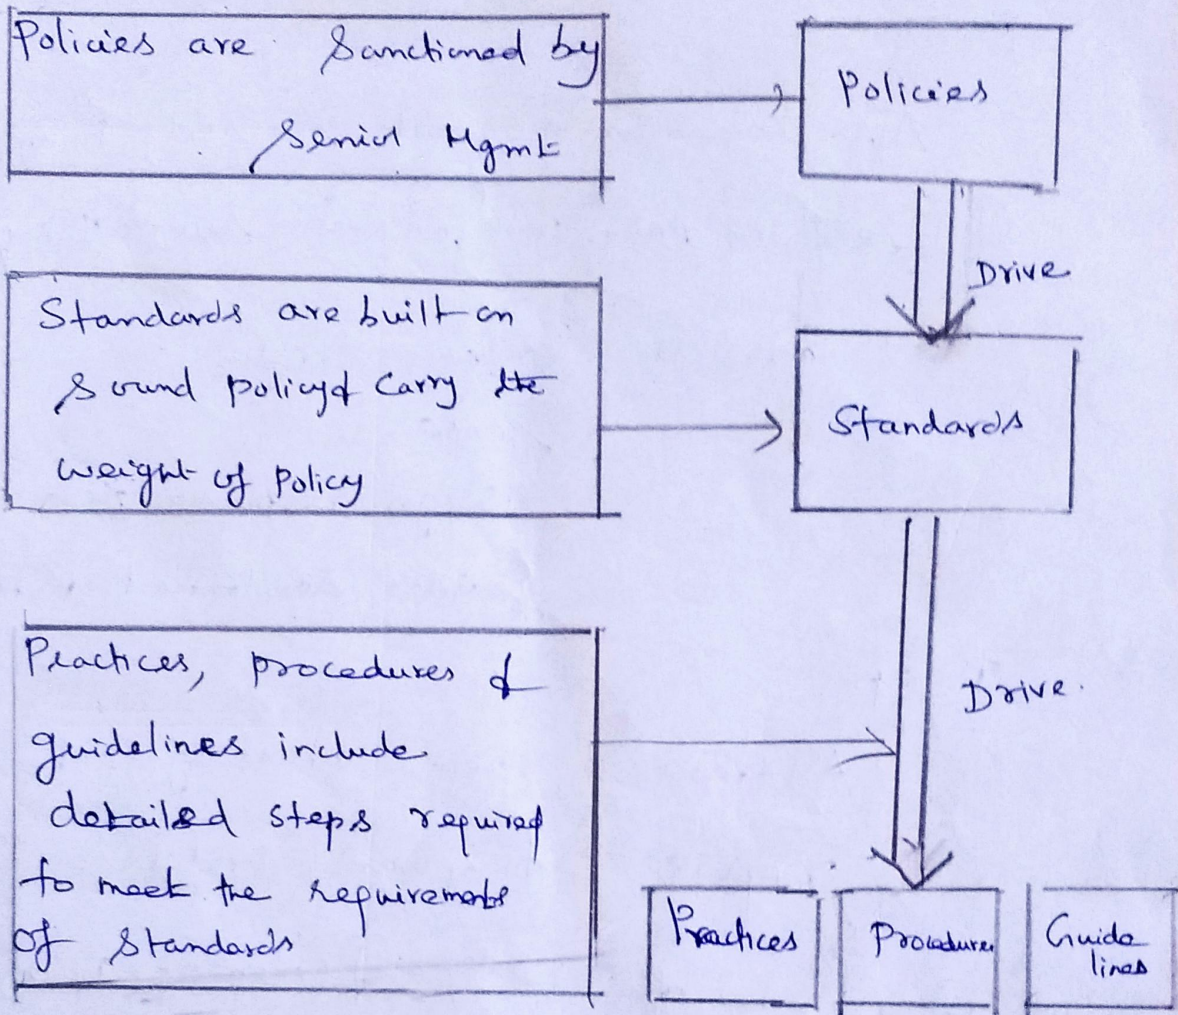 Policies are Sanctioned by
Senior Mgmt
Policies
Drive
Standards are built on
Sound policy & Carry the
weight of Policy
Standards
Drive.
Practices, procedures &
guidelines include
detailed steps required
to meet the requirements
of Standards
Practices
Procedures
Guide
lines